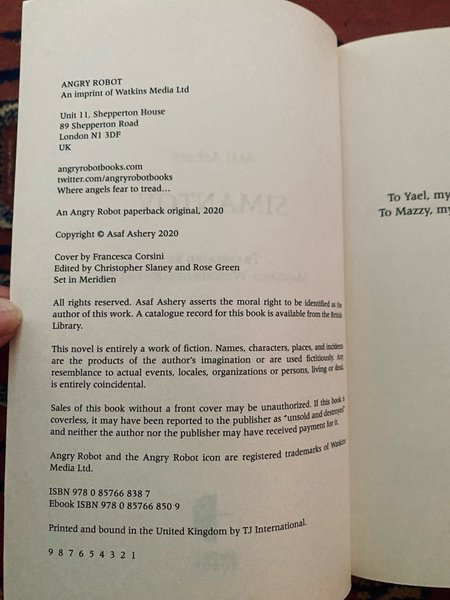 ANGRY ROBOT
An imprint of Watkins Media Ltd
Unit 11, Shepperton House
89 Shepperton Road
London N1 3DF
UK
angryrobotbooks.com
twitter.com/angryrobotbooks
Where angels fear to tread…
An Angry Robot paperback original, 2020
Copyright © Asaf Ashery 2020
Cover by Francesca Corsini
Edited by Christopher Slaney and Rose Green
Set in Meridien
All rights reserved. Asaf Ashery asserts the moral right to be identified as the
author of this work. A catalogue record for this book is available from the British
Library.
This novel is entirely a work of fiction. Names, characters, places, and incidents
are the products of the author's imagination or are used fictitiously. Any
resemblance to actual events, locales, organizations or persons, living or dead,
is entirely coincidental.
Sales of this book without a front cover may be unauthorized. If this book is
coverless, it may have been reported to the publisher as "unsold and destroyed"
and neither the author nor the publisher may have received payment for it.
Angry Robot and the Angry Robot icon are registered trademarks of Watkins
Media Ltd.
ISBN 978 0 85766 838 7
Ebook ISBN 978 0 85766 850 9
Printed and bound in the United Kingdom by TJ International.
9 8 7 6 5 4 3 2 1
To Yael, my
To Mazzy, my